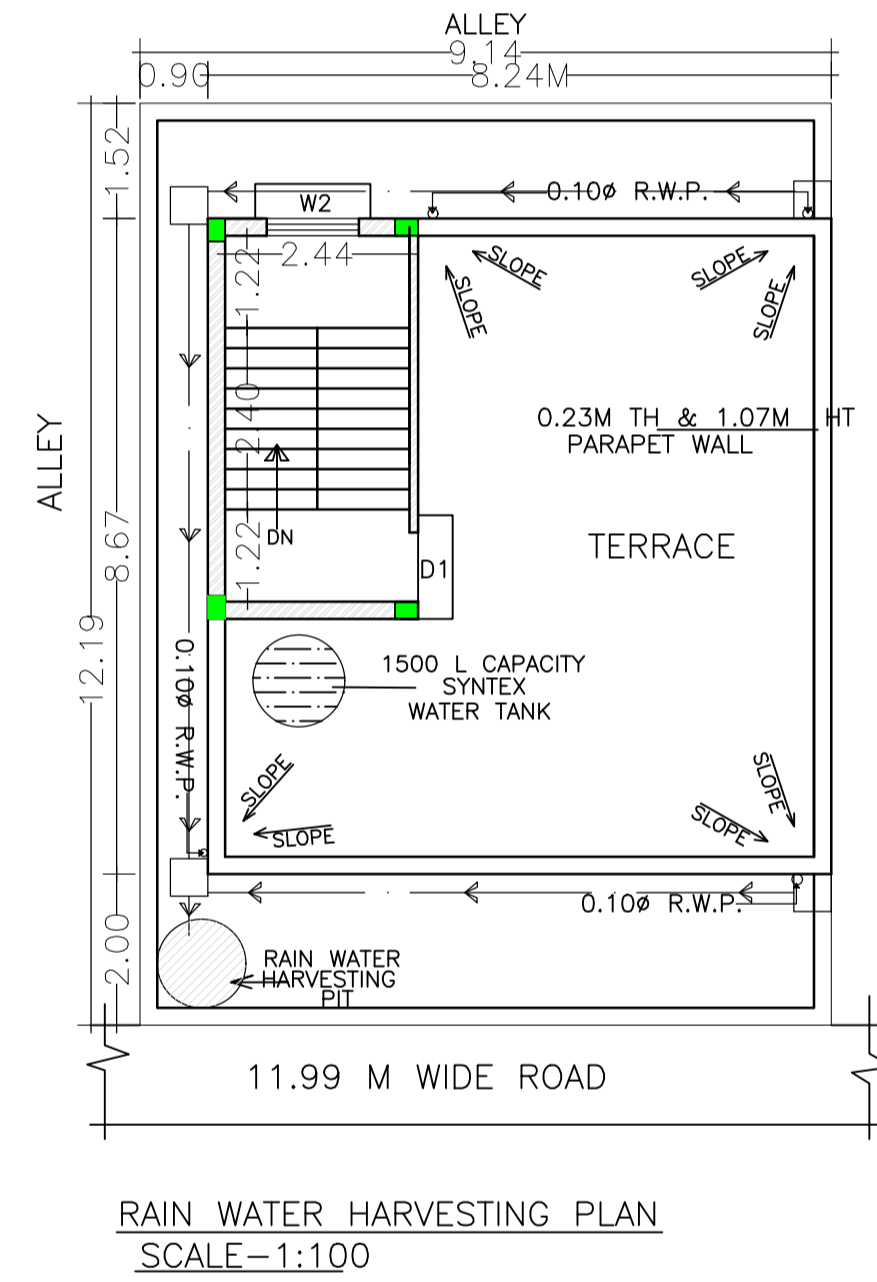 ALLEY
9.14
0.90
8.24M
1.52
0.10ø R.W.P.
W2
2.44
1.22
SLOPE
SLOPE
SLOPE
SLOPE
2.40
0.23M TH & 1.07M HT
PARAPET WALL
ALLEY
8.67
12.19
DN
1.22
D1
TERRACE
0.10ø R.W.P.
1500 L CAPACITY
SYNTEX
WATER TANK
SLOPE
SLOPE
SLOPE
SLOPE
0.10ø R.W.P.
2.00
RAIN WATER
HARVESTING
PIT
11.99 M WIDE ROAD
RAIN WATER HARVESTING PLAN
SCALE-1:100